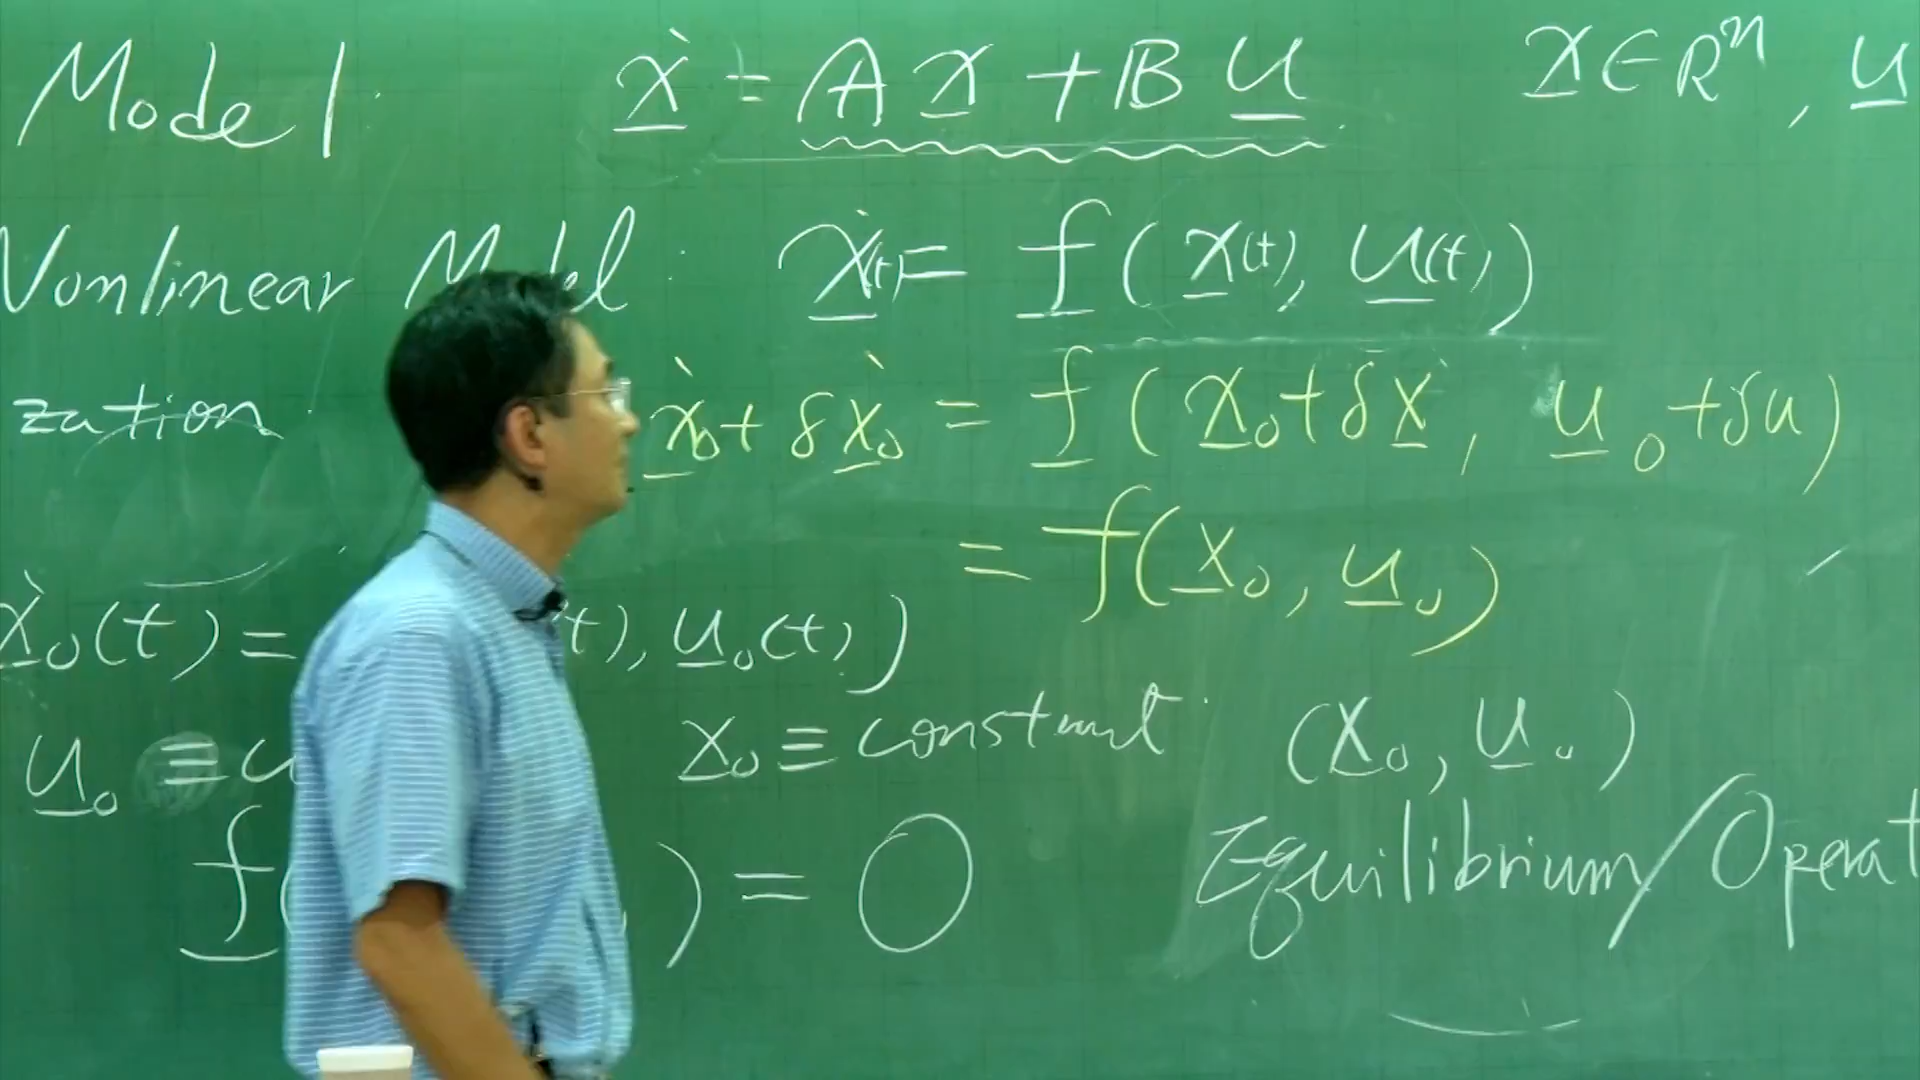 Model : ẋ = A x + B u x ∈ Rⁿ , u
Nonlinear Model : ẋ(t) = f ( x(t), u(t) )
zation : ẋ₀ + δẋ₀ = f ( x₀ + δx , u₀ + δu )
= f( x₀ , u₀ )
ẋ₀(t) = t), u₀(t) )
u₀ ≡ x₀ ≡ constant ( x₀ , u₀ )
f( ) = 0 Equilibrium/Operat